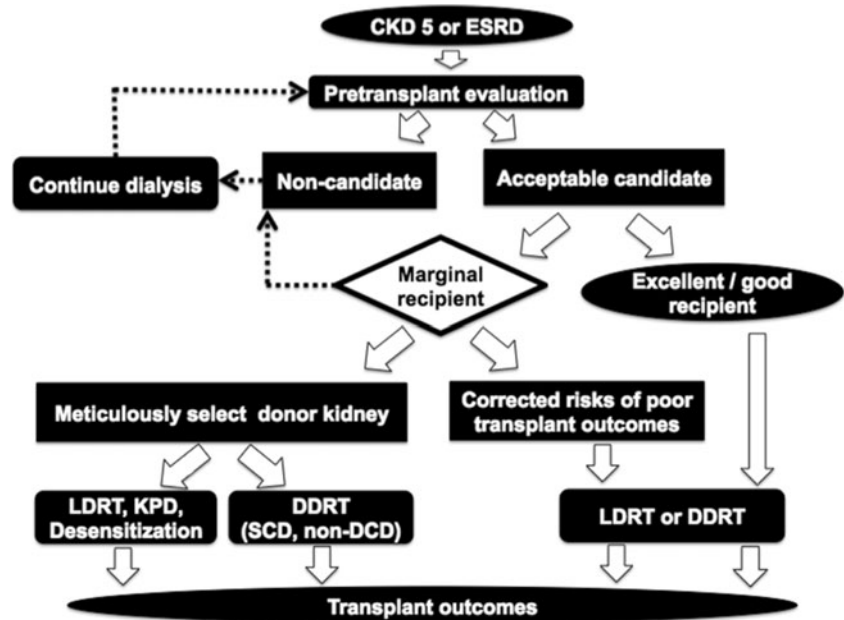 CKD 5 or ESRD
Pretransplant evaluation
Continue dialysis
Non-candidate
Acceptable candidate
Marginal
recipient
Excellent / good
recipient
Meticulously select donor kidney
Corrected risks of poor
transplant outcomes
LDRT, KPD,
Desensitization
DDRT
(SCD, non-DCD)
LDRT or DDRT
Transplant outcomes